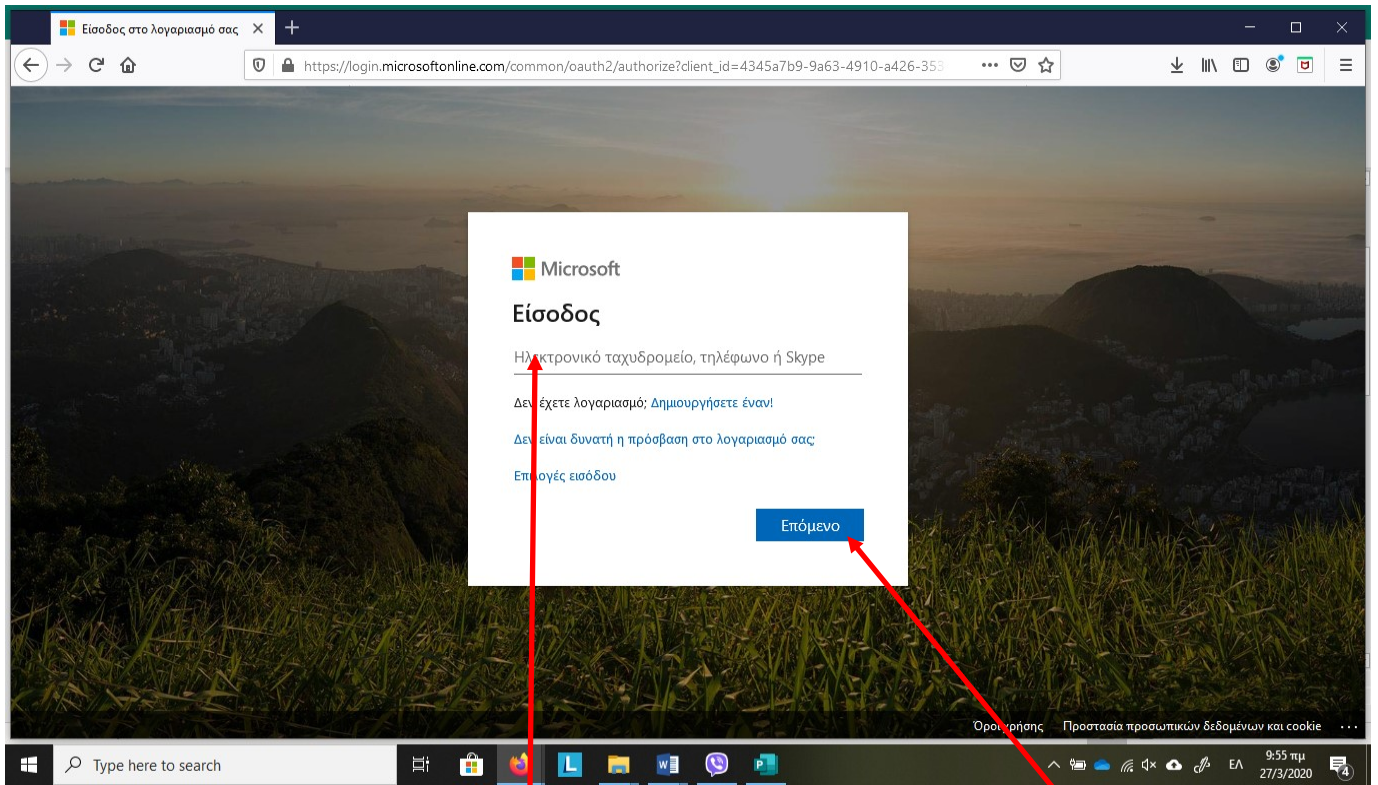 Είσοδος στο λογαριασμό σας
https://login.microsoftonline.com/common/oauth2/authorize?client_id=4345a7b9-9a63-4910-a426-353
Microsoft
Είσοδος
Ηλεκτρονικό ταχυδρομείο, τηλέφωνο ή Skype
Δεν έχετε λογαριασμό; Δημιουργήσετε έναν!
Δεν είναι δυνατή η πρόσβαση στο λογαριασμό σας;
Επιλογές εισόδου
Επόμενο
Όροι χρήσης Προστασία προσωπικών δεδομένων και cookie ...
Type here to search
ΕΛ
9:55 πμ
27/3/2020
4